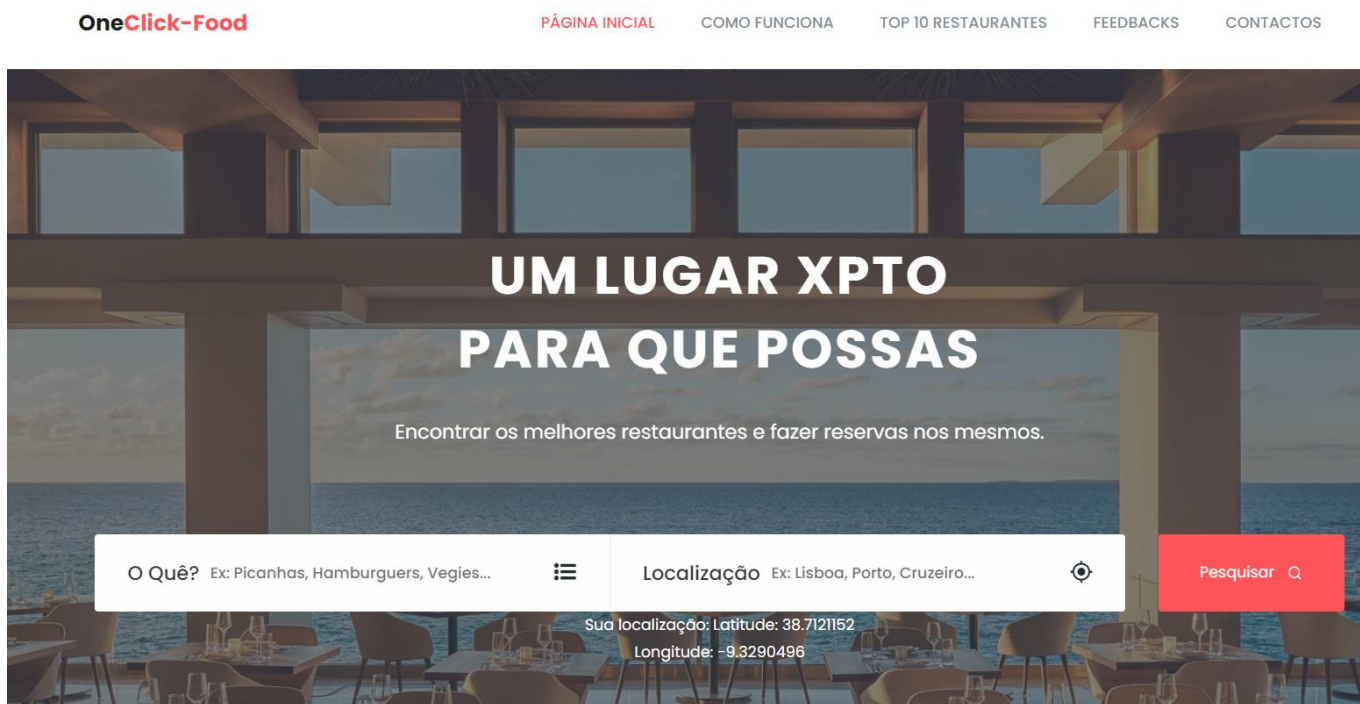 OneClick-Food
PÁGINA INICIAL COMO FUNCIONA TOP 10 RESTAURANTES FEEDBACKS CONTACTOS
UM LUGAR XPTO
PARA QUE POSSAS
Encontrar os melhores restaurantes e fazer reservas nos mesmos.
O Quê? Ex: Picanhas, Hamburguers, Vegies...
Localização Ex: Lisboa, Porto, Cruzeiro...
Pesquisar
Sua localização: Latitude: 38.7121152
Longitude: -9.3290496